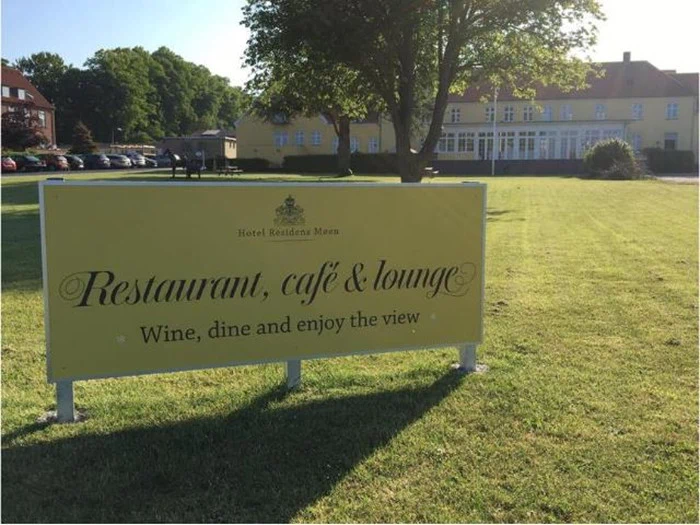 Hotel Residens Møen
Restaurant, café & lounge
Wine, dine and enjoy the view